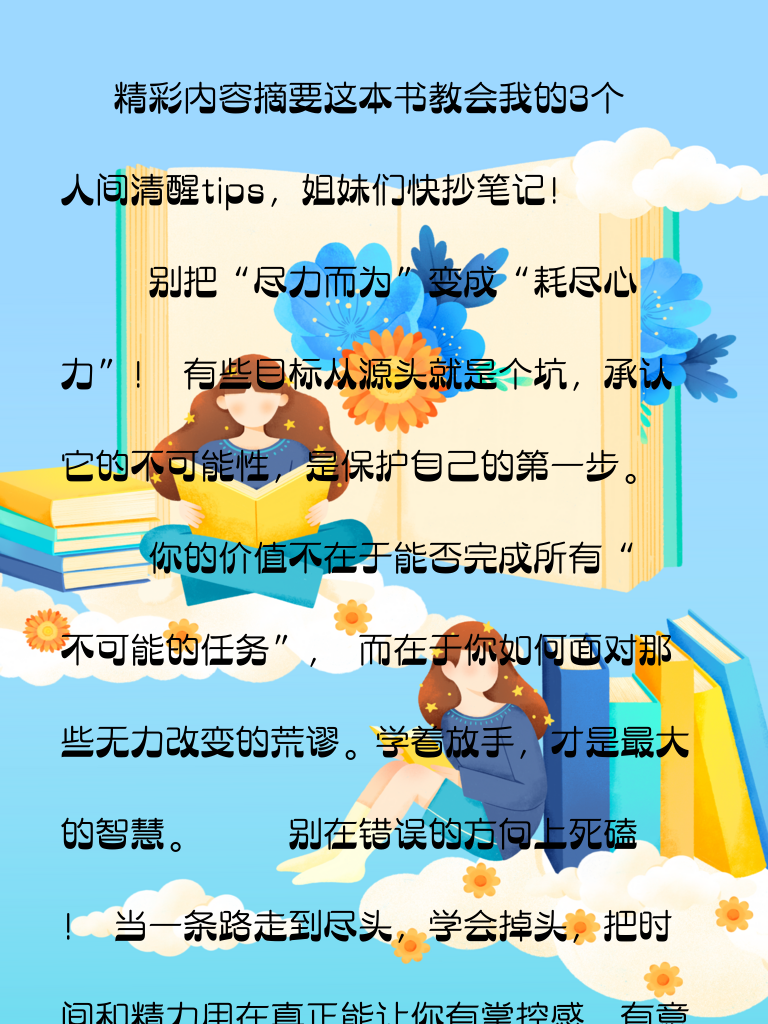 精彩内容摘要这本书教会我的3个
人间清醒tips，姐妹们快抄笔记！
别把“尽力而为”变成“耗尽心
力”！ 有些目标从源头就是个坑，承认
它的不可能性，是保护自己的第一步。
你的价值不在于能否完成所有“
不可能的任务”， 而在于你如何面对那
些无力改变的荒谬。学着放手，才是最大
的智慧。 别在错误的方向上死磕
！ 当一条路走到尽头，学会掉头，把时
间和精力用在真正能让你有掌控感、有意